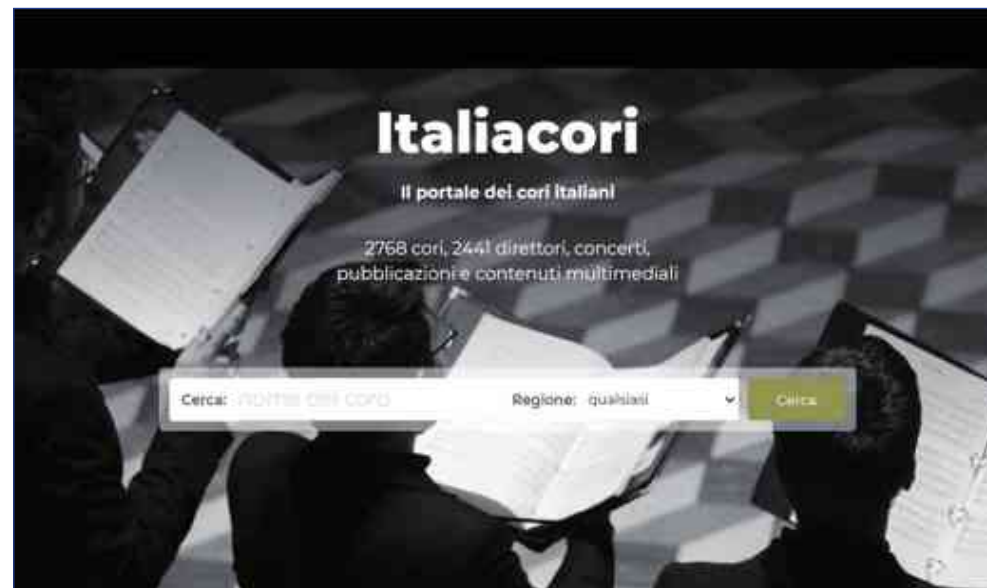 Italiacori
Il portale dei cori italiani
2768 cori, 2441 direttori, concerti,
pubblicazioni e contenuti multimediali
Cerca: nome del coro Regione: qualsiasi Cerca